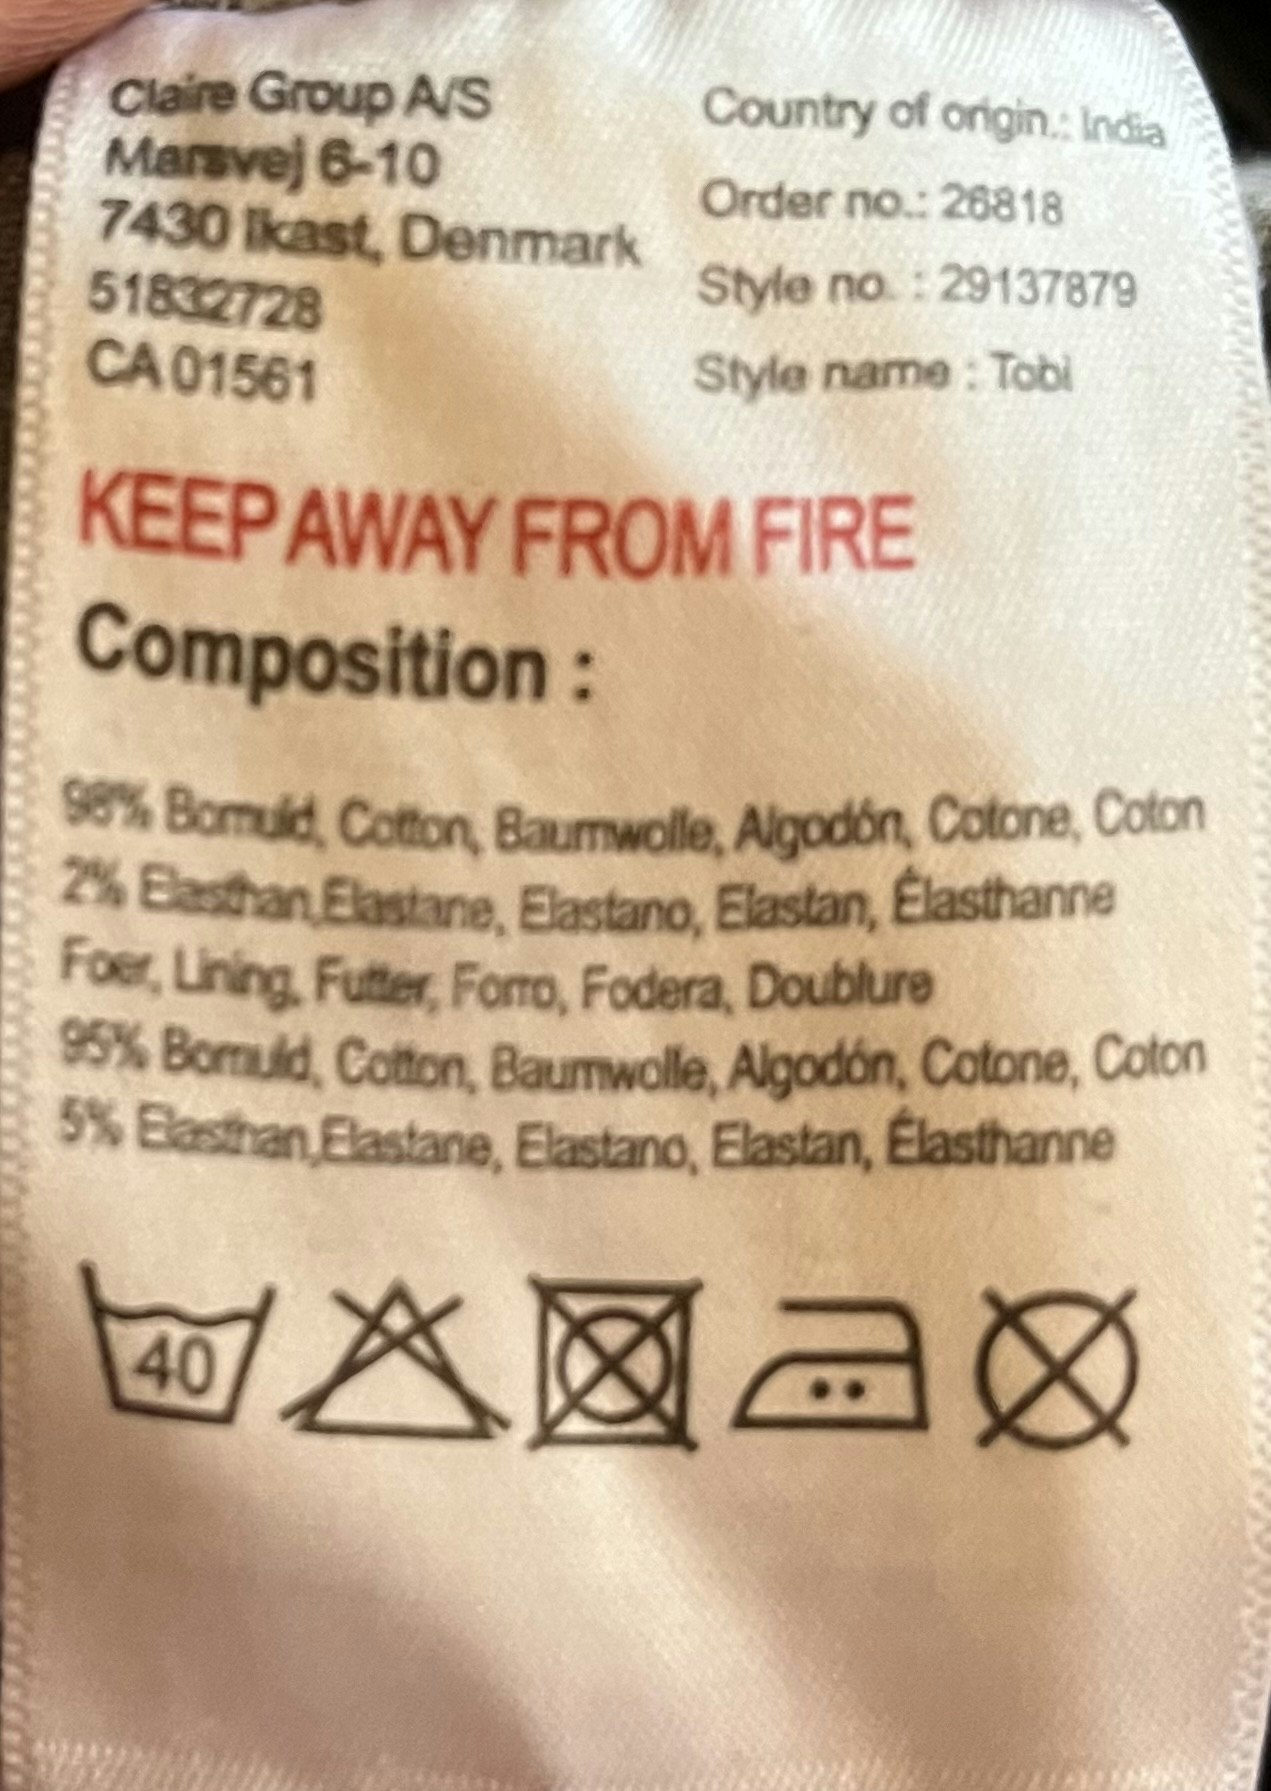 Claire Group A/S
Marsvej 6-10
7430 Ikast, Denmark
51832728
CA 01561
Country of origin.: India
Order no.: 26818
Style no. : 29137879
Style name : Tobi
KEEP AWAY FROM FIRE
Composition :
98% Bomuld, Cotton, Baumwolle, Algodón, Cotone, Coton
2% Elasthan,Elastane, Elastano, Elastan, Élasthanne
Foer, Lining, Futter, Forro, Fodera, Doublure
95% Bomuld, Cotton, Baumwolle, Algodón, Cotone, Coton
5% Elasthan,Elastane, Elastano, Elastan, Élasthanne
40